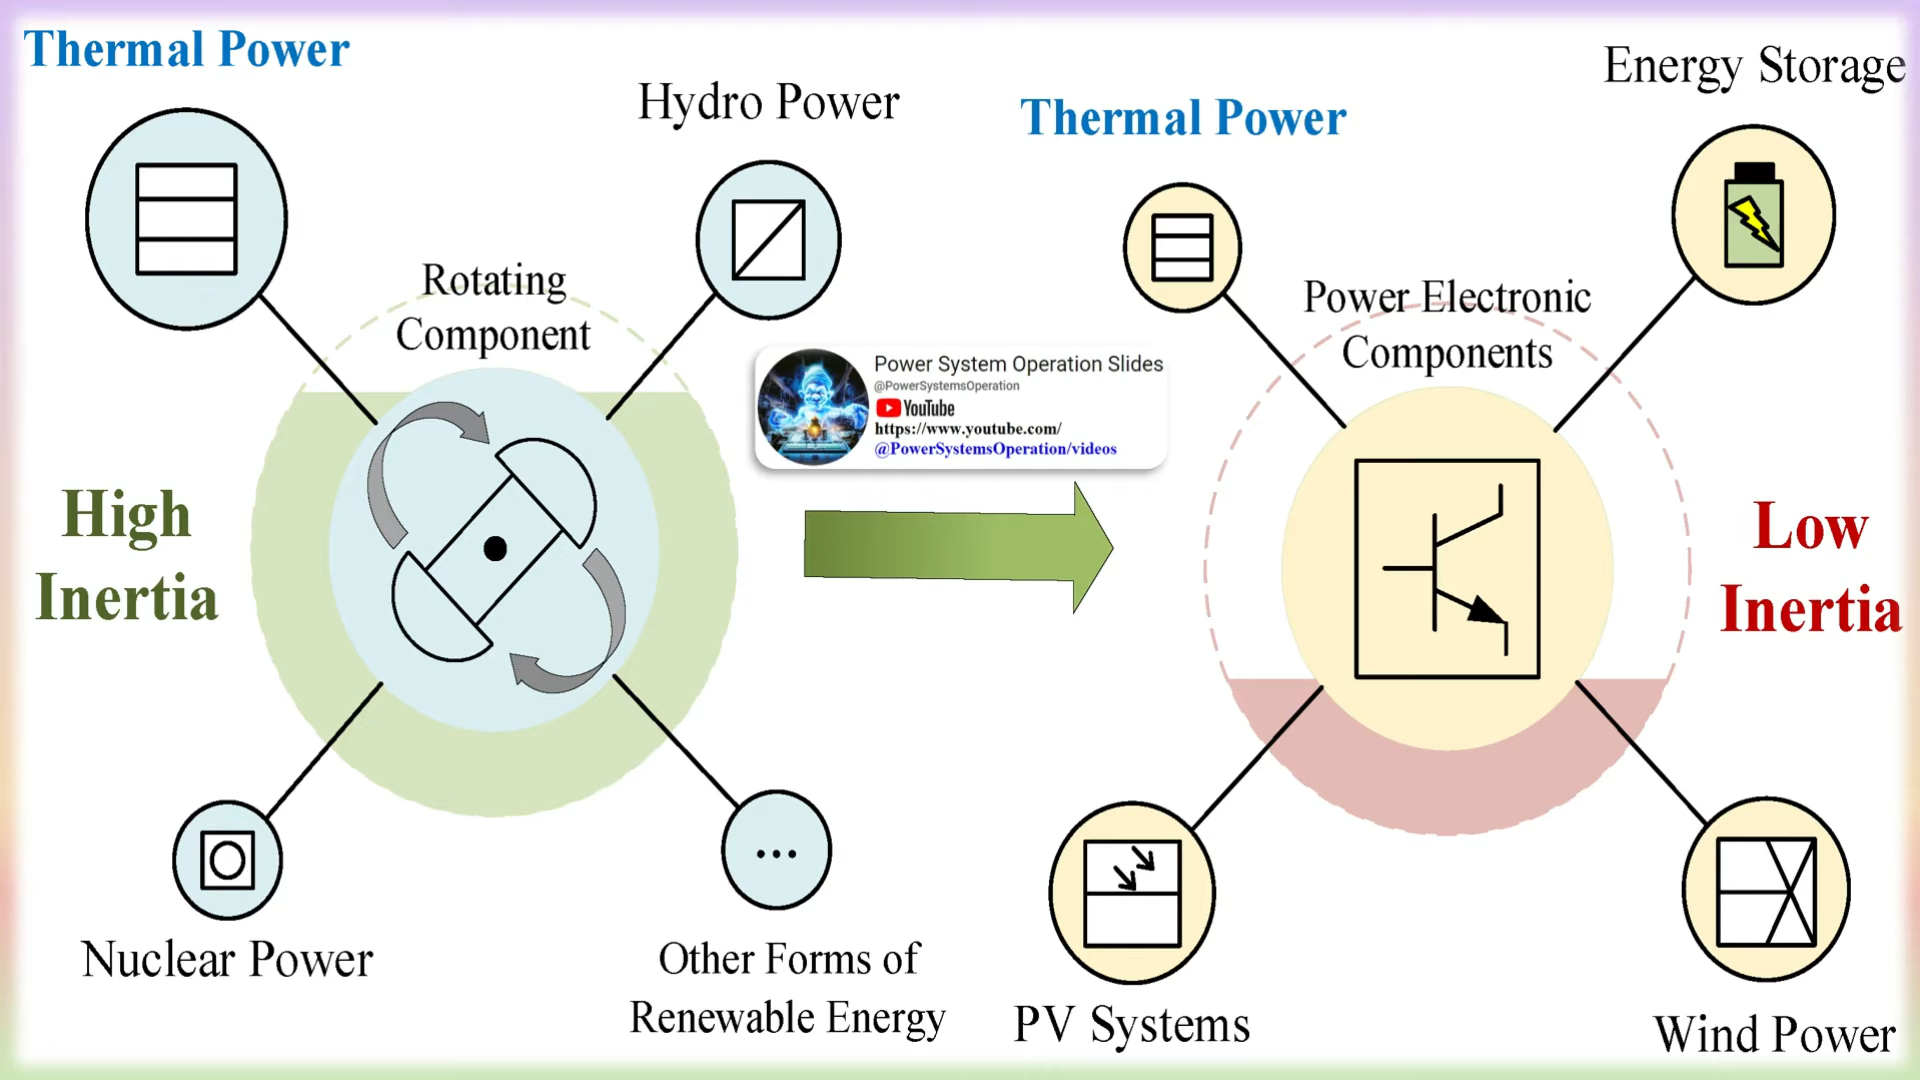 Thermal Power
Hydro Power
Rotating
Component
High
Inertia
Nuclear Power
Other Forms of
Renewable Energy
Power System Operation Slides
@PowerSystemsOperation
YouTube
https://www.youtube.com/
@PowerSystemsOperation/videos
Thermal Power
Energy Storage
Power Electronic
Components
Low
Inertia
PV Systems
Wind Power